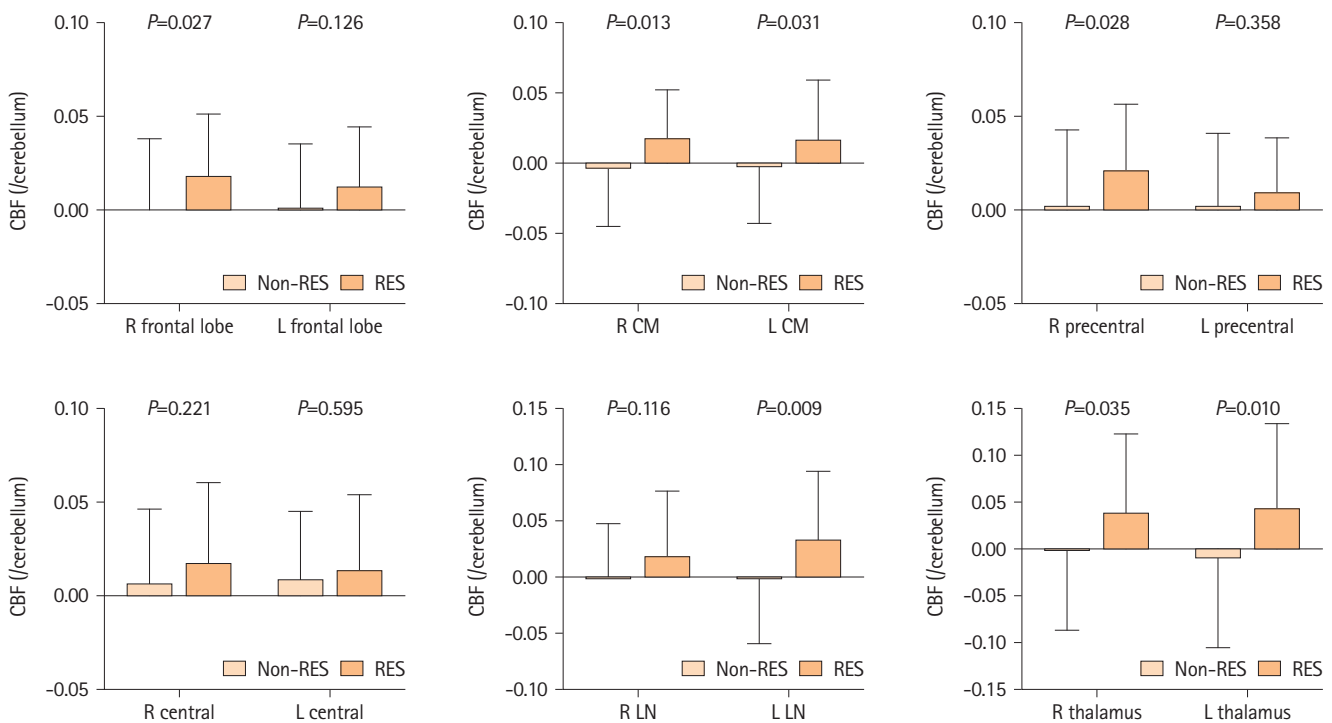 P=0.027 P=0.126
0.10
0.05
0.00
−0.05
CBF (/cerebellum)
Non-RES RES
R frontal lobe L frontal lobe
P=0.013 P=0.031
0.10
0.05
0.00
−0.05
−0.10
CBF (/cerebellum)
Non-RES RES
R CM L CM
P=0.028 P=0.358
0.10
0.05
0.00
−0.05
CBF (/cerebellum)
Non-RES RES
R precentral L precentral
P=0.221 P=0.595
0.10
0.05
0.00
−0.05
CBF (/cerebellum)
Non-RES RES
R central L central
P=0.116 P=0.009
0.15
0.10
0.05
0.00
−0.05
−0.10
CBF (/cerebellum)
Non-RES RES
R LN L LN
P=0.035 P=0.010
0.15
0.10
0.05
0.00
−0.05
−0.10
−0.15
CBF (/cerebellum)
Non-RES RES
R thalamus L thalamus